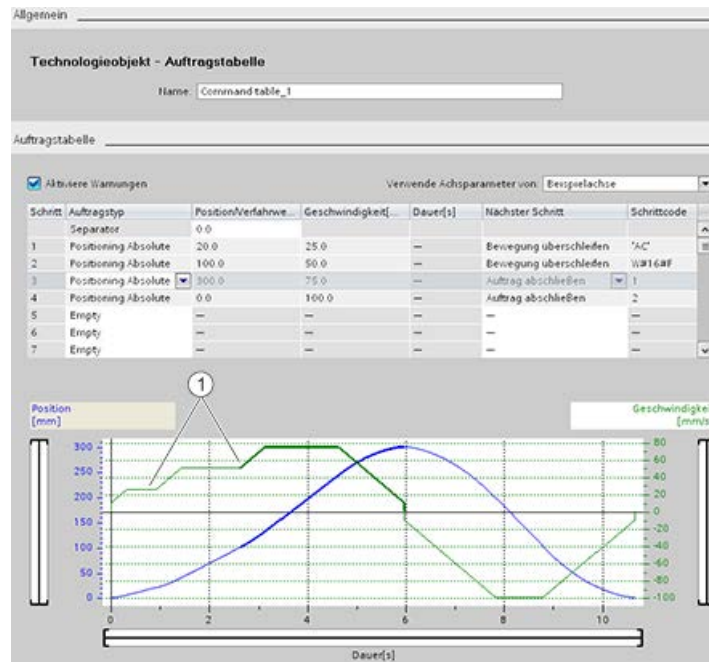 Allgemein
Technologieobjekt - Auftragstabelle
Name: Command table_1
Auftragstabelle
Aktiviere Warnungen Verwende Achsparameter von: Beispielachse
Schritt Auftragstyp Position/Verfahrwe... Geschwindigkeit[... Dauer[s] Nächster Schritt Schrittcode
Separator 0.0
1 Positioning Absolute 20.0 25.0 — Bewegung überschleifen "AC"
2 Positioning Absolute 100.0 50.0 — Bewegung überschleifen W#16#F
3 Positioning Absolute 300.0 75.0 — Auftrag abschließen 1
4 Positioning Absolute 0.0 100.0 — Auftrag abschließen 2
5 Empty — — — — —
6 Empty — — — — —
7 Empty — — — — —
1
Position Geschwindigkei
[mm] [mm/s
300 80
250 60
200 40
150 20
100 0
50 -20
0 -40
-60
-80
-100
0 2 4 6 8 10
Dauer[s]